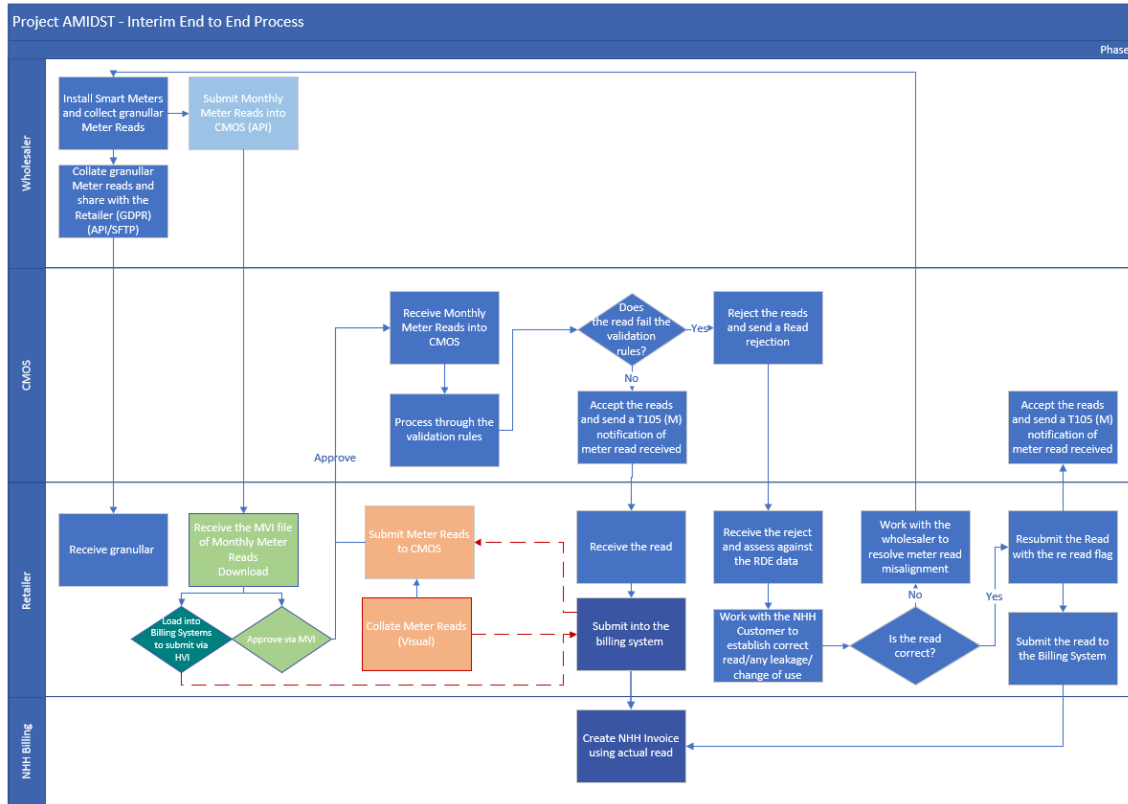 Project AMIDST - Interim End to End Process
Phase
Wholesaler
Install Smart Meters
and collect granullar
Meter Reads
Submit Monthly
Meter Reads into
CMOS (API)
Collate granullar
Meter reads and
share with the
Retailer (GDPR)
(API/SFTP)
CMOS
Receive Monthly
Meter Reads into
CMOS
Does
the read fail the
validation
rules?
Yes
Reject the reads
and send a Read
rejection
No
Process through the
validation rules
Accept the reads
and send a T105 (M)
notification of
meter read received
Accept the reads
and send a T105 (M)
notification of
meter read received
Approve
Retailer
Receive granullar
Receive the MVI file
of Monthly Meter
Reads
Download
Submit Meter Reads
to CMOS
Receive the read
Receive the reject
and assess against
the RDE data
Work with the
wholesaler to
resolve meter read
misalignment
Resubmit the Read
with the re read flag
No
Yes
Load into
Billing Systems
to submit via
HVI
Approve via MVI
Collate Meter Reads
(Visual)
Submit into the
billing system
Work with the NHH
Customer to
establish correct
read/any leakage/
change of use
Is the read
correct?
Submit the read to
the Billing System
NHH Billing
Create NHH Invoice
using actual read